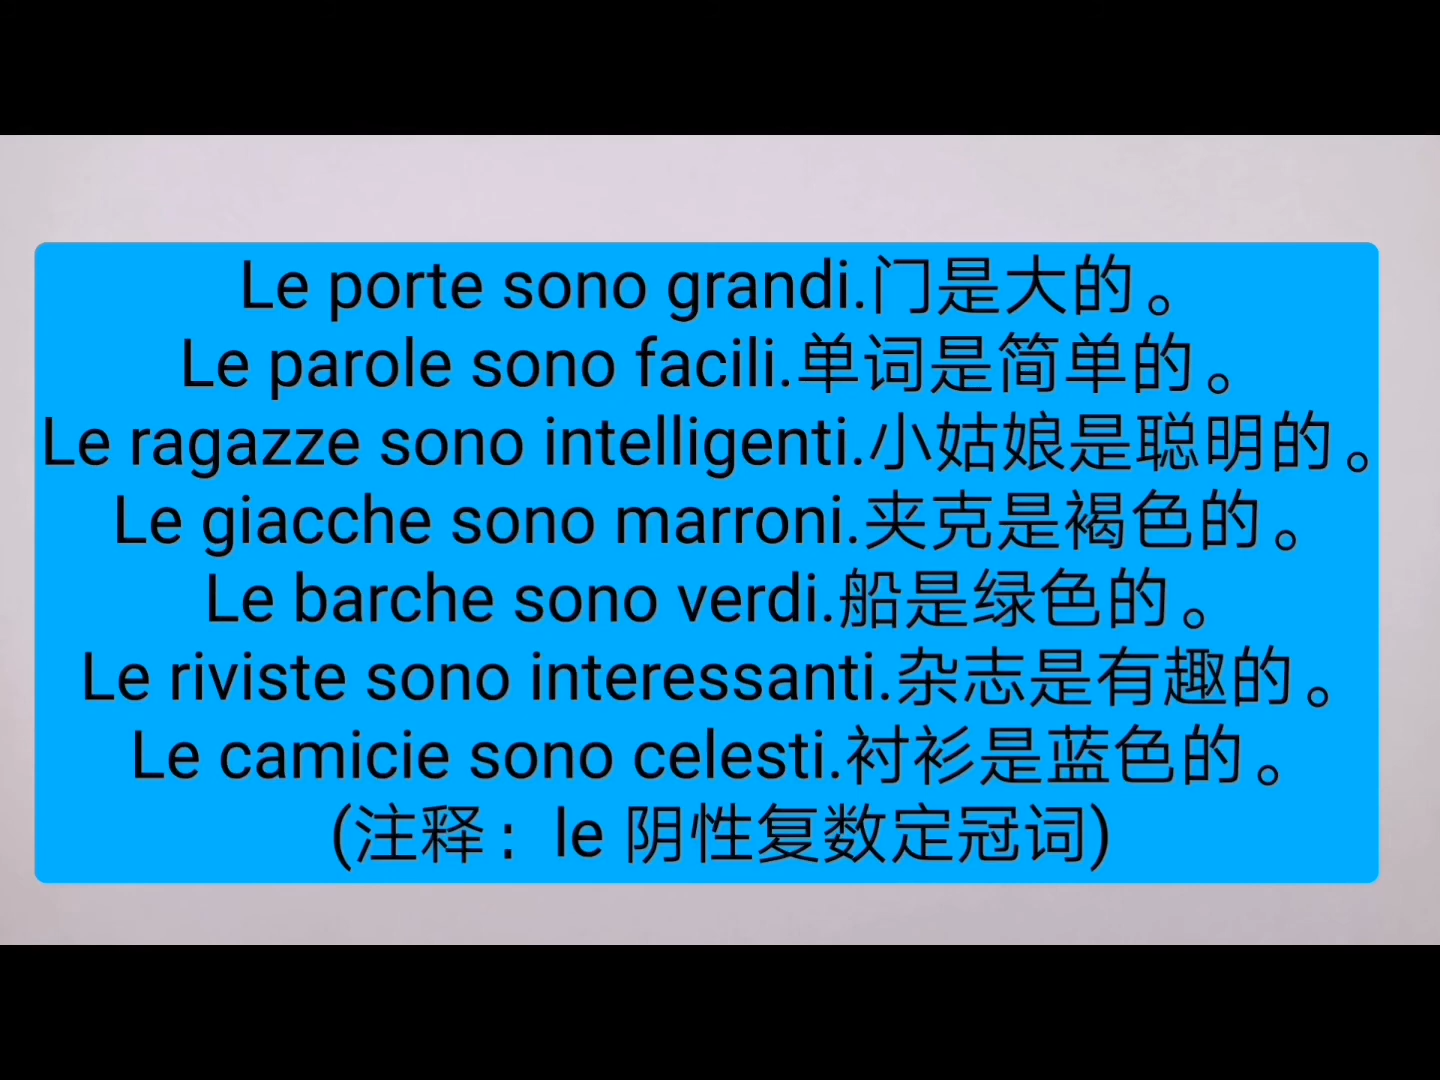 Le porte sono grandi.门是大的。
Le parole sono facili.单词是简单的。
Le ragazze sono intelligenti.小姑娘是聪明的。
Le giacche sono marroni.夹克是褐色的。
Le barche sono verdi.船是绿色的。
Le riviste sono interessanti.杂志是有趣的。
Le camicie sono celesti.衬衫是蓝色的。
(注释：le 阴性复数定冠词)